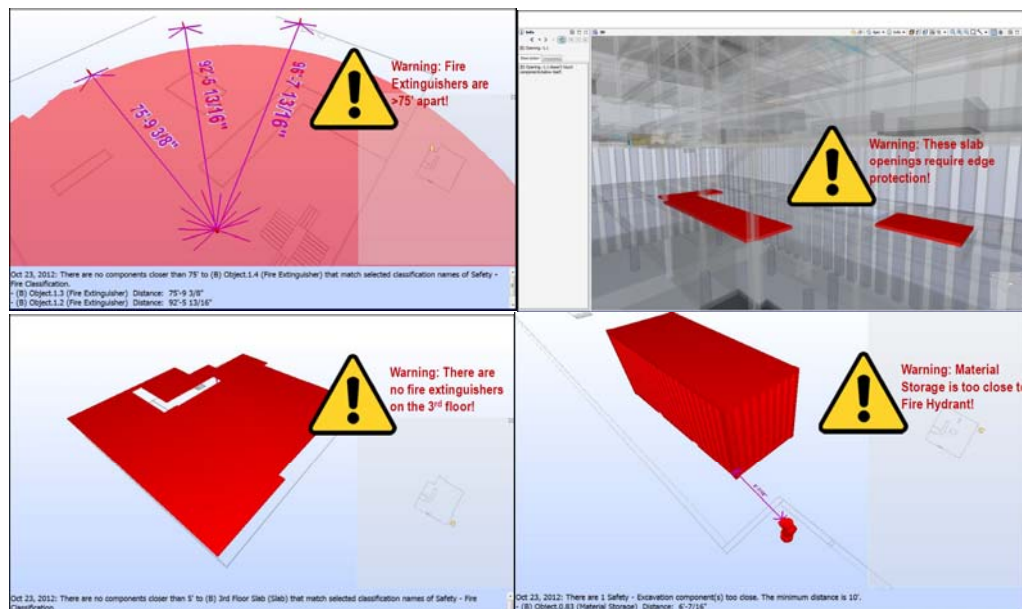 75'-9 3/8"
92'-5 13/16"
96'-7 13/16"
Warning: Fire
Extinguishers are
>75' apart!
Oct 23, 2012: There are no components closer than 75' to (B) Object.1.4 (Fire Extinguisher) that match selected classification names of Safety -
Fire Classification.
- (B) Object.1.3 (Fire Extinguisher) Distance: 75'-9 3/8"
- (B) Object.1.2 (Fire Extinguisher) Distance: 92'-5 13/16"
Info
3D
Warning: These slab
openings require edge
protection!
Warning: There are
no fire extinguishers
on the 3rd floor!
Oct 23, 2012: There are no components closer than 5' to (B) 3rd Floor Slab (Slab) that match selected classification names of Safety - Fire
Classification.
Warning: Material
Storage is too close to
Fire Hydrant!
6'-7/16"
Oct 23, 2012: There are 1 Safety - Excavation component(s) too close. The minimum distance is 10'.
- (B) Object.0.83 (Material Storage) Distance: 6'-7/16"